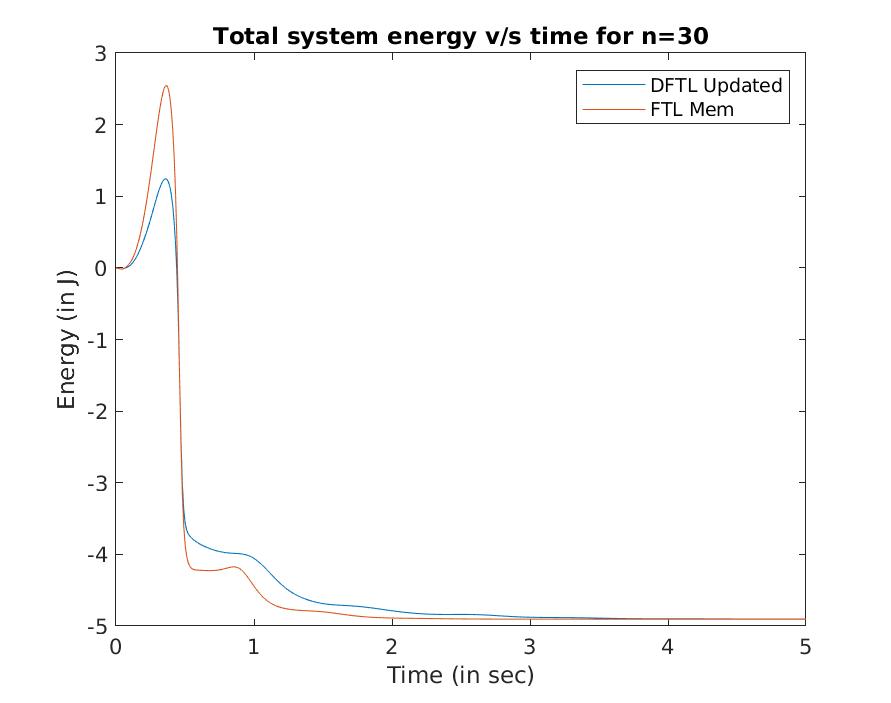 Total system energy v/s time for n=30
DFTL Updated
FTL Mem
3
2
1
0
-1
-2
-3
-4
-5
Energy (in J)
0 1 2 3 4 5
Time (in sec)